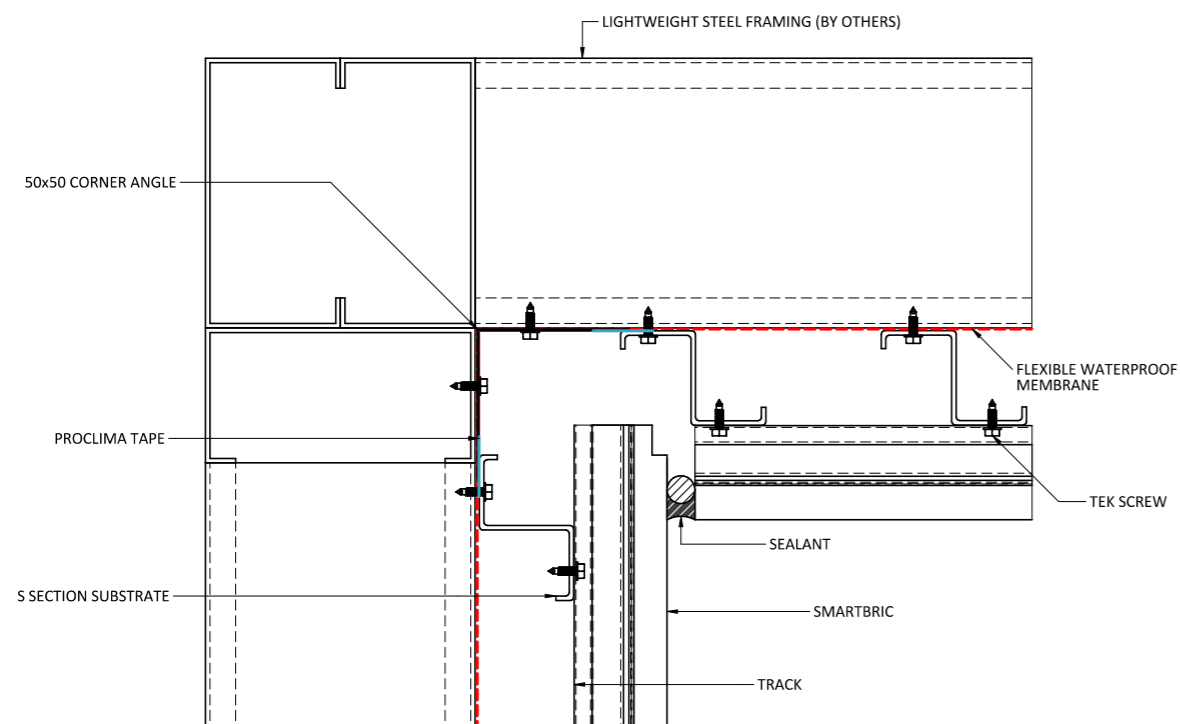 LIGHTWEIGHT STEEL FRAMING (BY OTHERS)
50x50 CORNER ANGLE
FLEXIBLE WATERPROOF
MEMBRANE
PROCLIMA TAPE
TEK SCREW
SEALANT
S SECTION SUBSTRATE
SMARTBRIC
TRACK